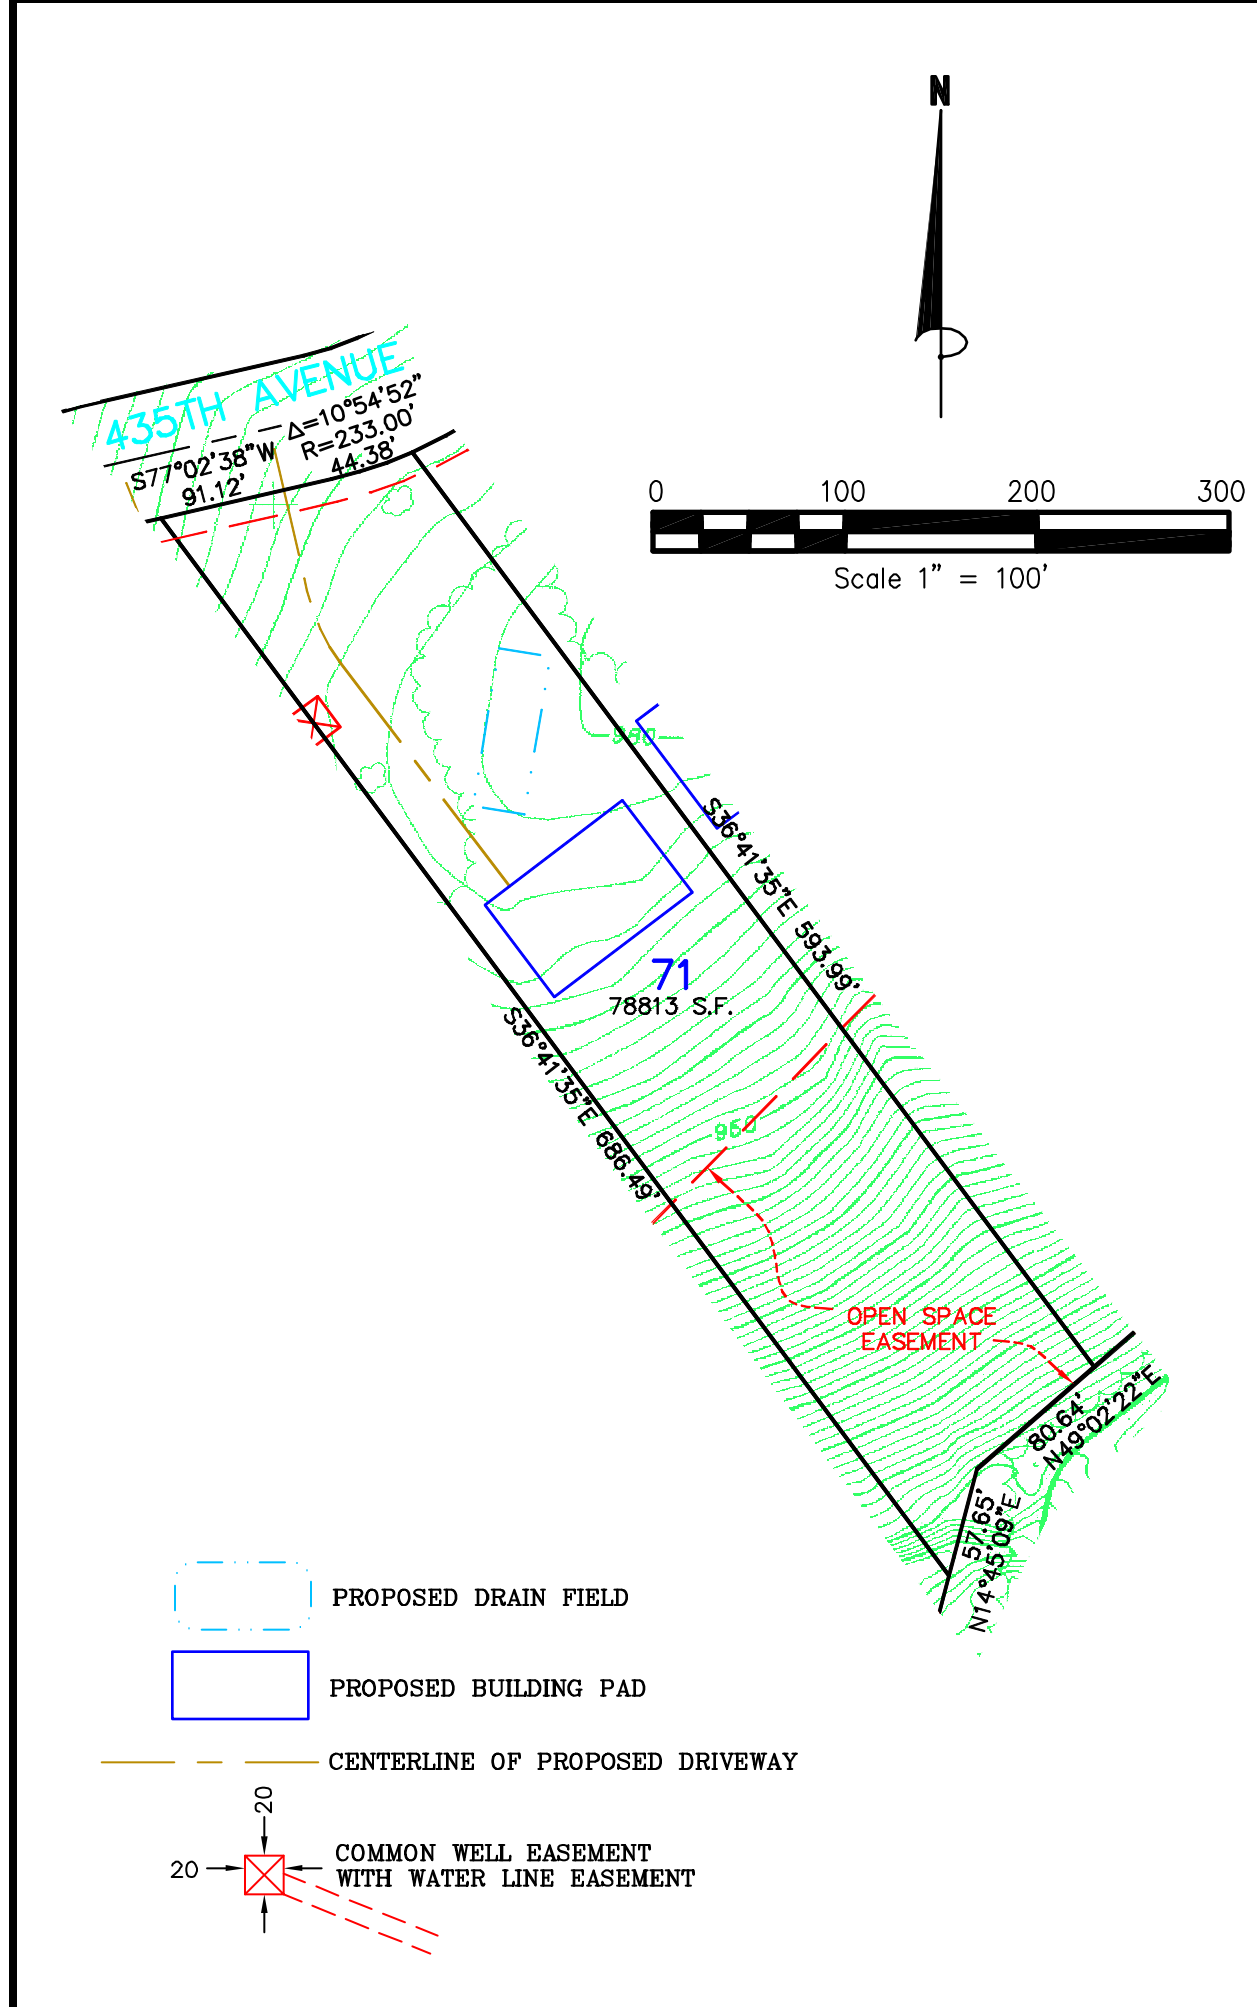 N
0 100 200 300
Scale 1" = 100'
435TH AVENUE
Δ=10°54'52"
R=233.00'
44.38'
S77°02'38"W
91.12'
980
S36°41'35"E 593.99'
71
78813 S.F.
S36°41'35"E 686.49'
950
OPEN SPACE
EASEMENT
80.64'
N49°02'22"E
57.65'
N14°45'09"E
PROPOSED DRAIN FIELD
PROPOSED BUILDING PAD
CENTERLINE OF PROPOSED DRIVEWAY
20
20
COMMON WELL EASEMENT
WITH WATER LINE EASEMENT